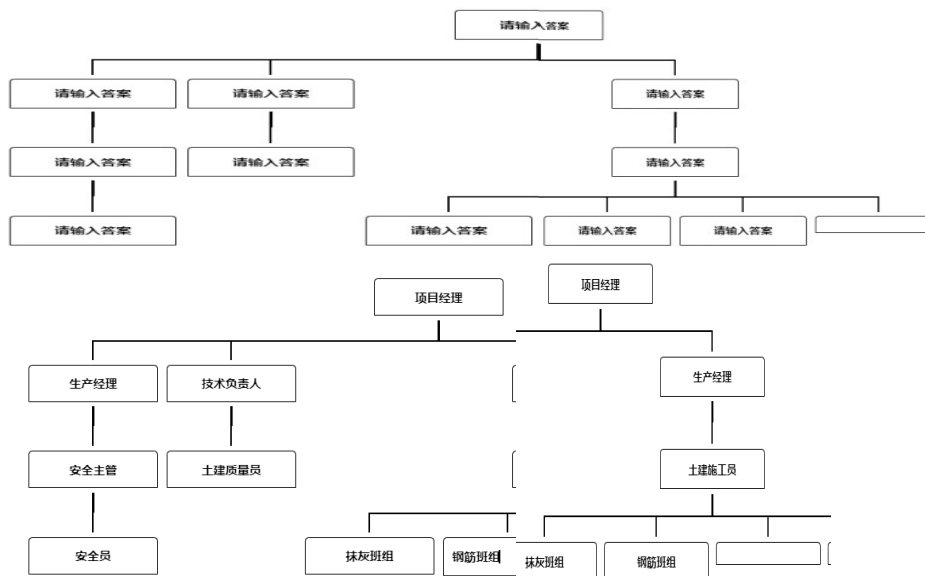 请输入答案
请输入答案 请输入答案 请输入答案
请输入答案 请输入答案 请输入答案
请输入答案 请输入答案 请输入答案 请输入答案
项目经理 项目经理
生产经理 技术负责人 生产经理
安全主管 土建质量员 土建施工员
安全员 抹灰班组 钢筋班组 抹灰班组 钢筋班组